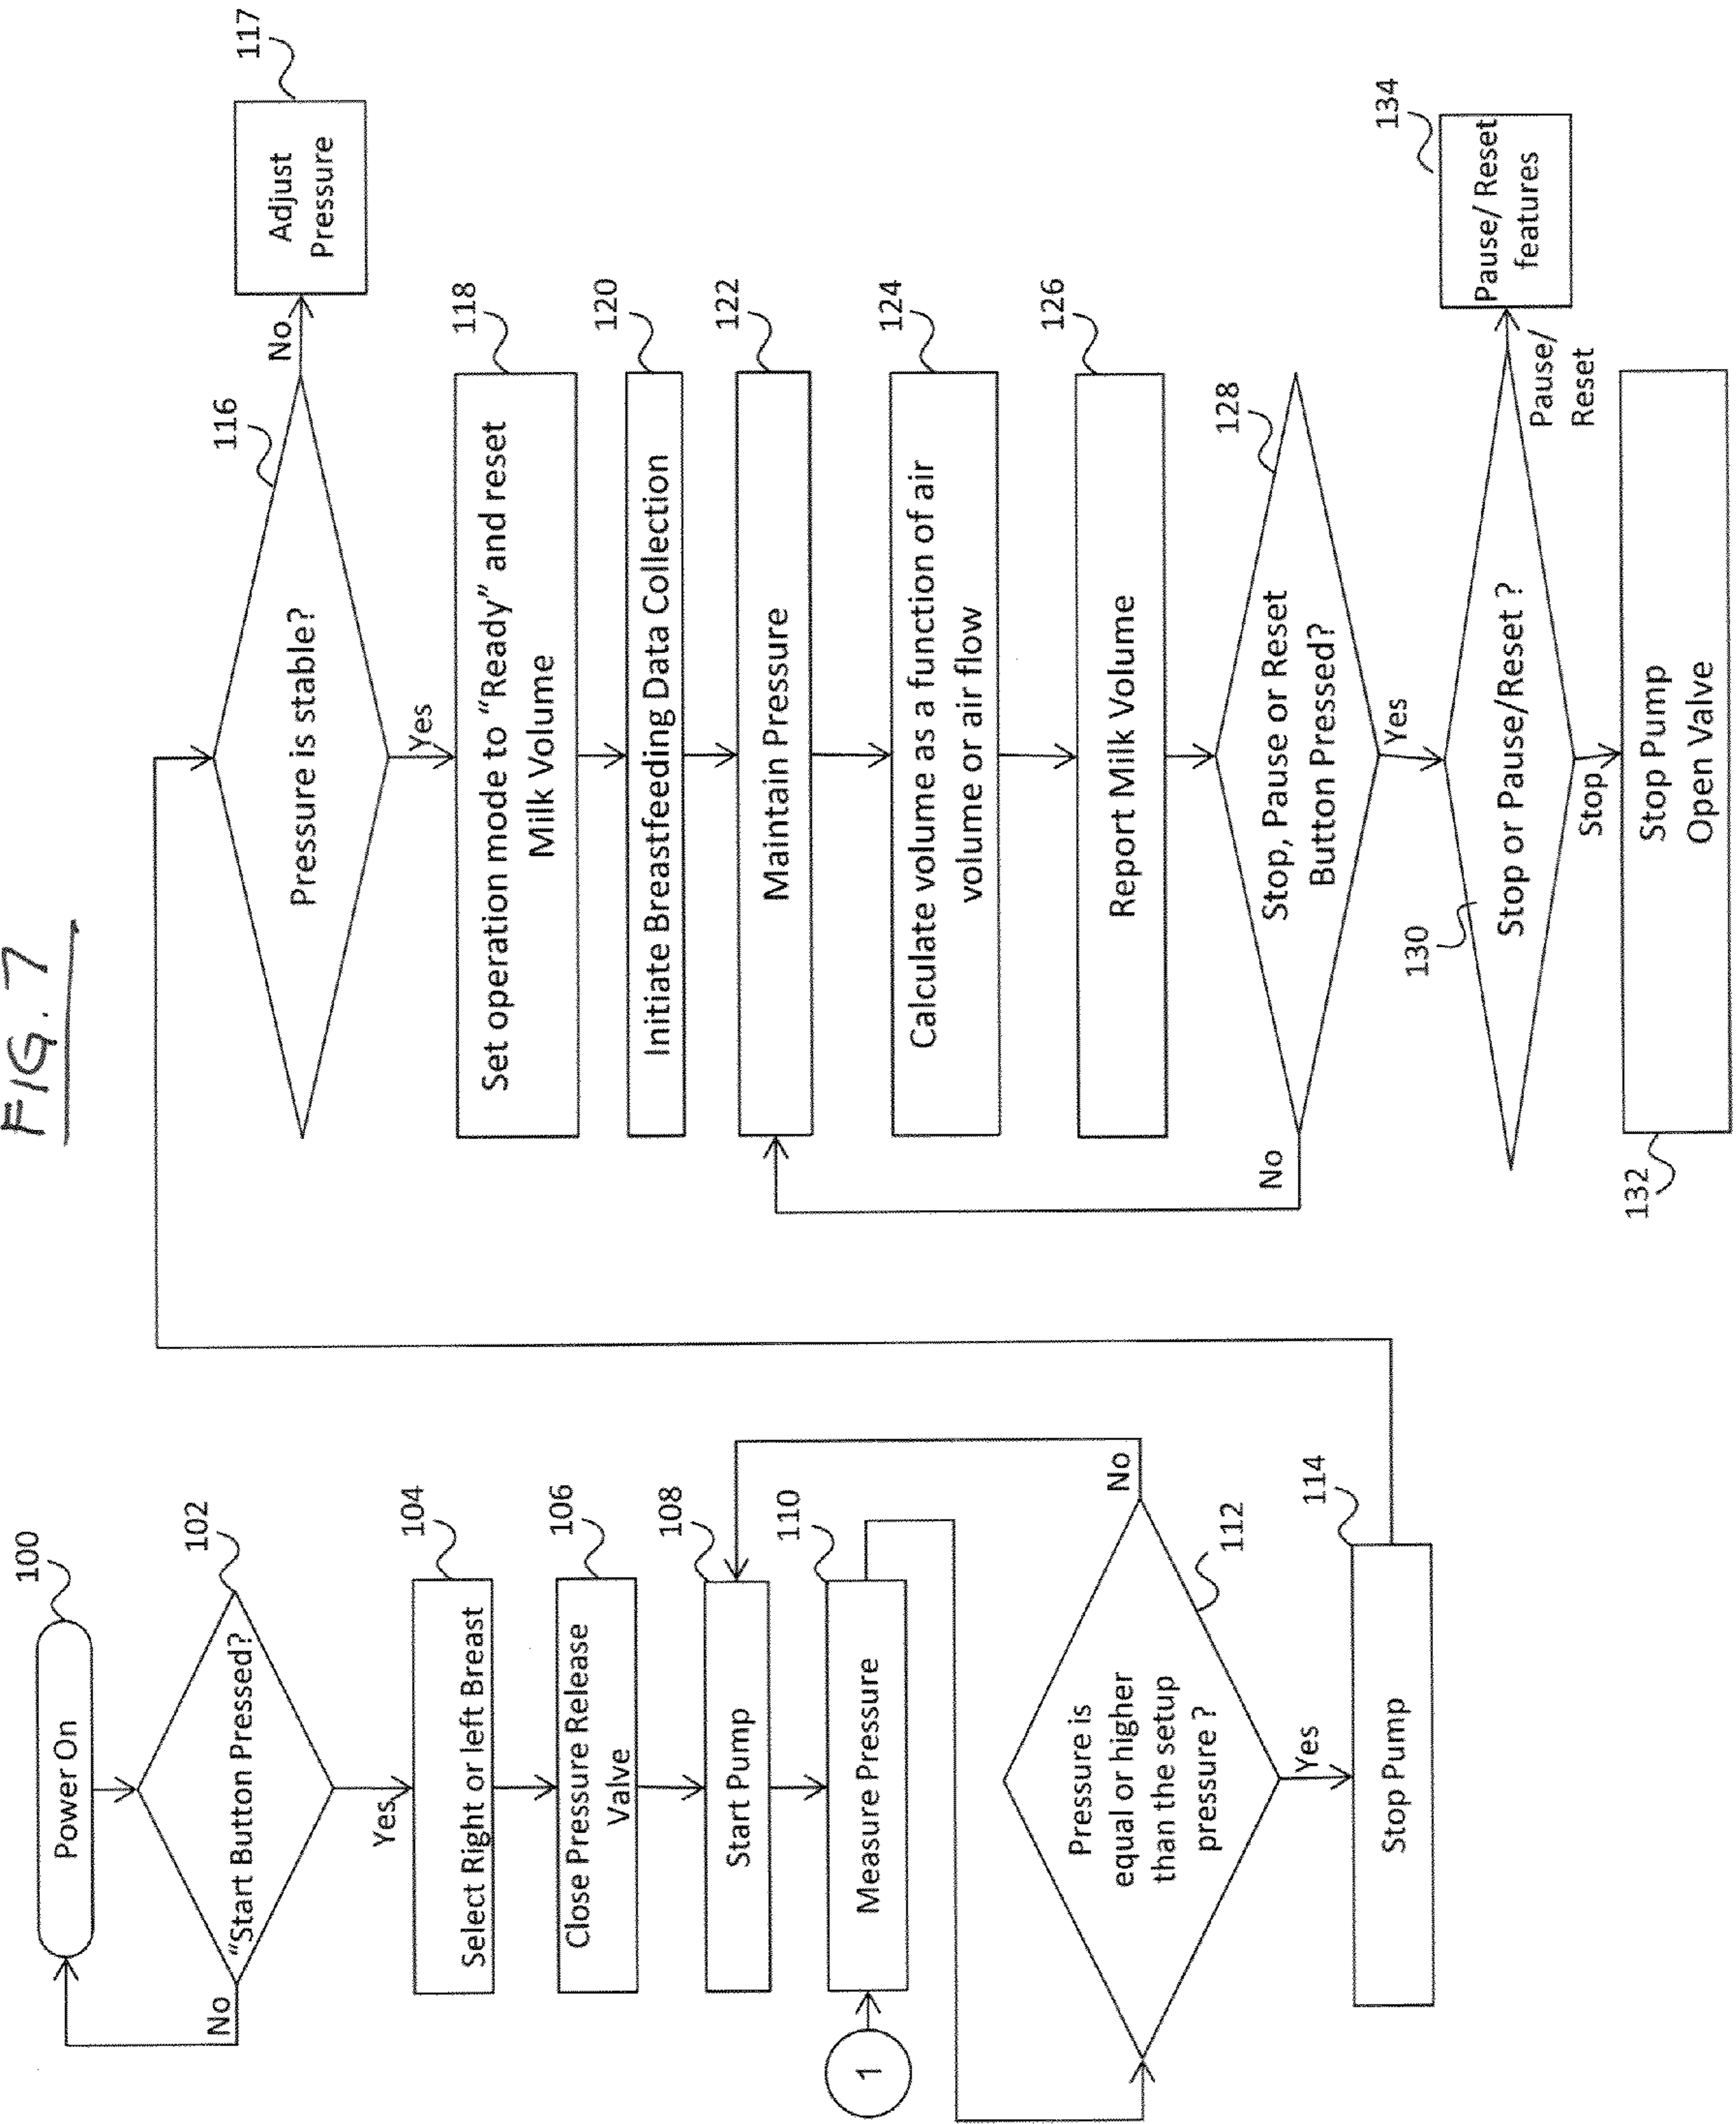 FIG. 7
100
Power On
102
"Start Button Pressed?
No
Yes
104
Select Right or left Breast
106
Close Pressure Release
Valve
108
Start Pump
110
Measure Pressure
1
112
Pressure is
equal or higher
than the setup
pressure ?
No
Yes
114
Stop Pump
116
Pressure is stable?
No
117
Adjust
Pressure
Yes
118
Set operation mode to “Ready” and reset
Milk Volume
120
Initiate Breastfeeding Data Collection
122
Maintain Pressure
124
Calculate volume as a function of air
volume or air flow
126
Report Milk Volume
128
Stop, Pause or Reset
Button Pressed?
No
Yes
130
Stop or Pause/Reset ?
Pause/
Reset
134
Pause/ Reset
features
Stop
132
Stop Pump
Open Valve